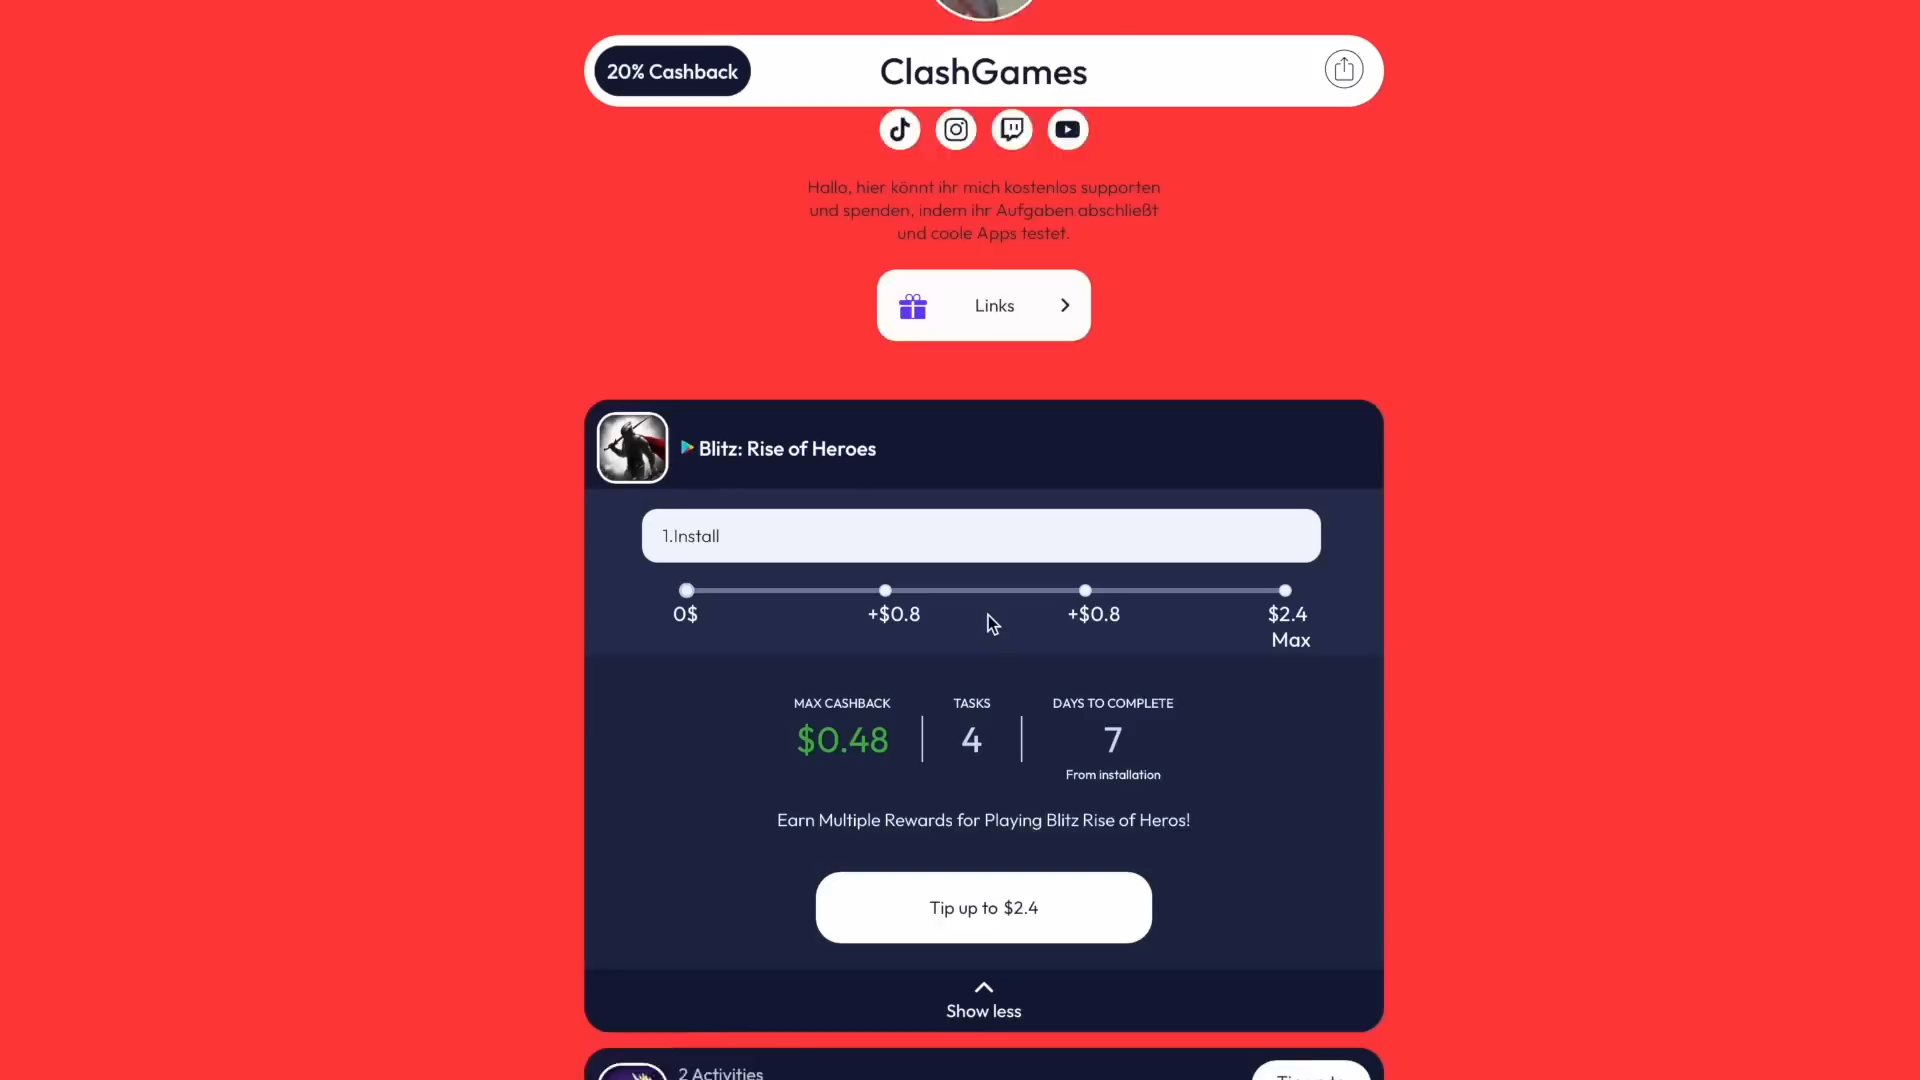 20% Cashback
ClashGames
Hallo, hier könnt ihr mich kostenlos supporten
und spenden, indem ihr Aufgaben abschließt
und coole Apps testet.
Links
Blitz: Rise of Heroes
1.Install
0$
+$0.8
+$0.8
$2.4
Max
MAX CASHBACK
$0.48
TASKS
4
DAYS TO COMPLETE
7
From installation
Earn Multiple Rewards for Playing Blitz Rise of Heros!
Tip up to $2.4
Show less
2 Activities
Tip up to